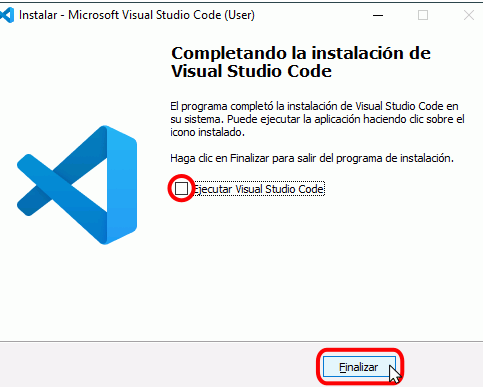 Instalar - Microsoft Visual Studio Code (User)
Completando la instalación de
Visual Studio Code
El programa completó la instalación de Visual Studio Code en
su sistema. Puede ejecutar la aplicación haciendo clic sobre el
icono instalado.
Haga clic en Finalizar para salir del programa de instalación.
Ejecutar Visual Studio Code
Finalizar